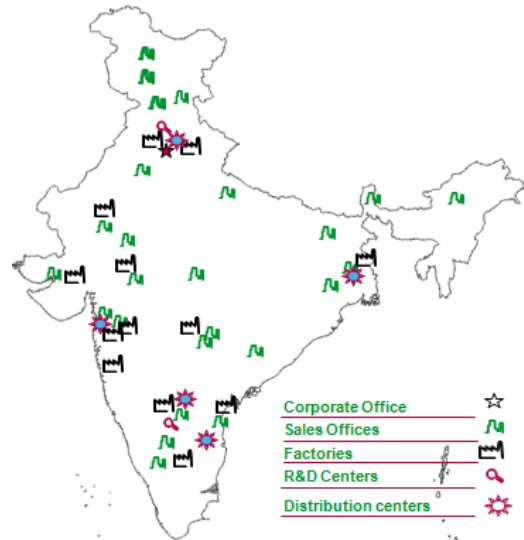 Corporate Office
Sales Offices
Factories
R&D Centers
Distribution centers